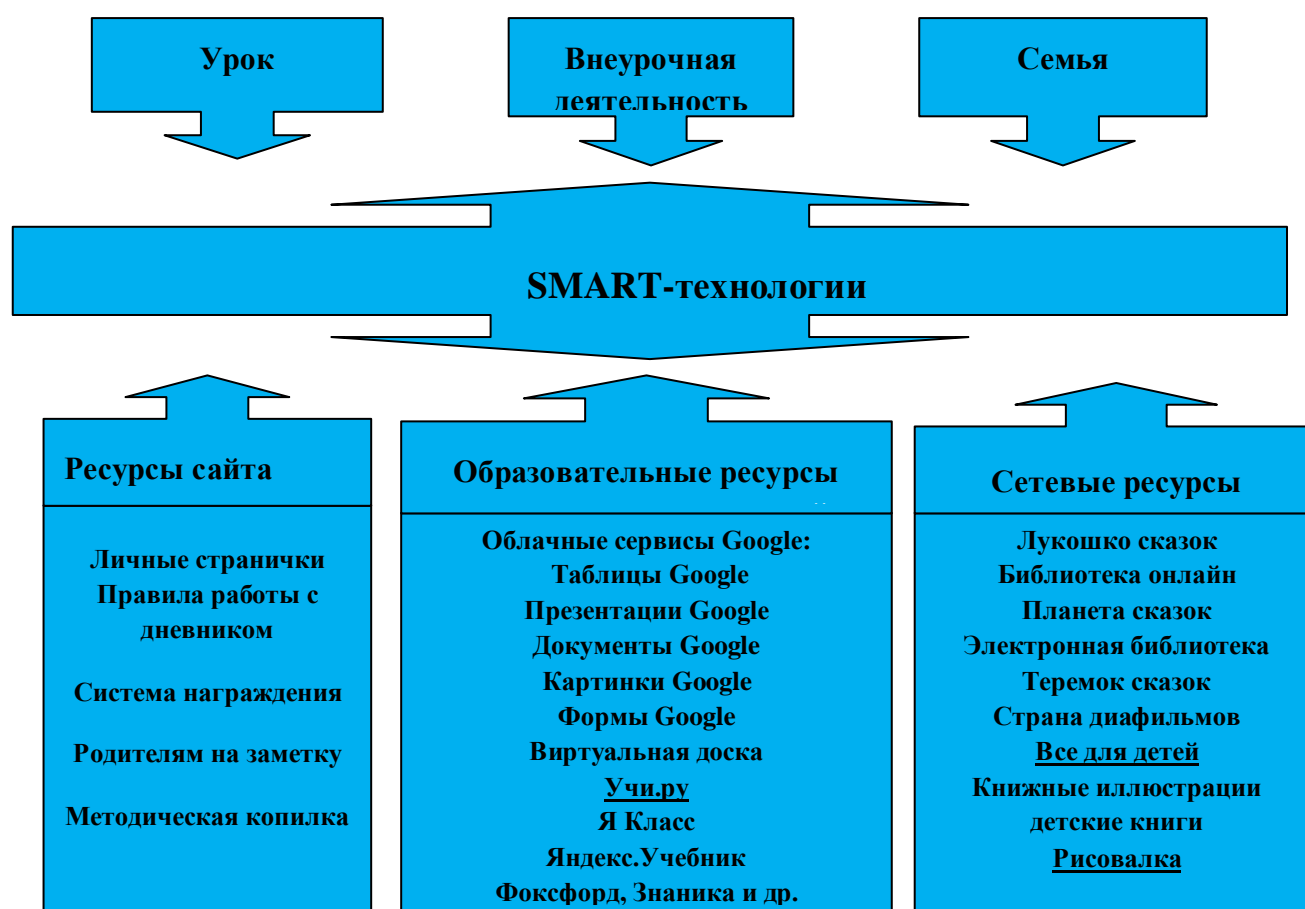 Урок
Внеурочная
деятельность
Семья
SMART-технологии
Ресурсы сайта
Личные странички
Правила работы с
дневником
Система награждения
Родителям на заметку
Методическая копилка
Образовательные ресурсы
Облачные сервисы Google:
Таблицы Google
Презентации Google
Документы Google
Картинки Google
Формы Google
Виртуальная доска
Учи.ру
Я Класс
Яндекс.Учебник
Фоксфорд, Знаника и др.
Сетевые ресурсы
Лукошко сказок
Библиотека онлайн
Планета сказок
Электронная библиотека
Теремок сказок
Страна диафильмов
Все для детей
Книжные иллюстрации
детские книги
Рисовалка